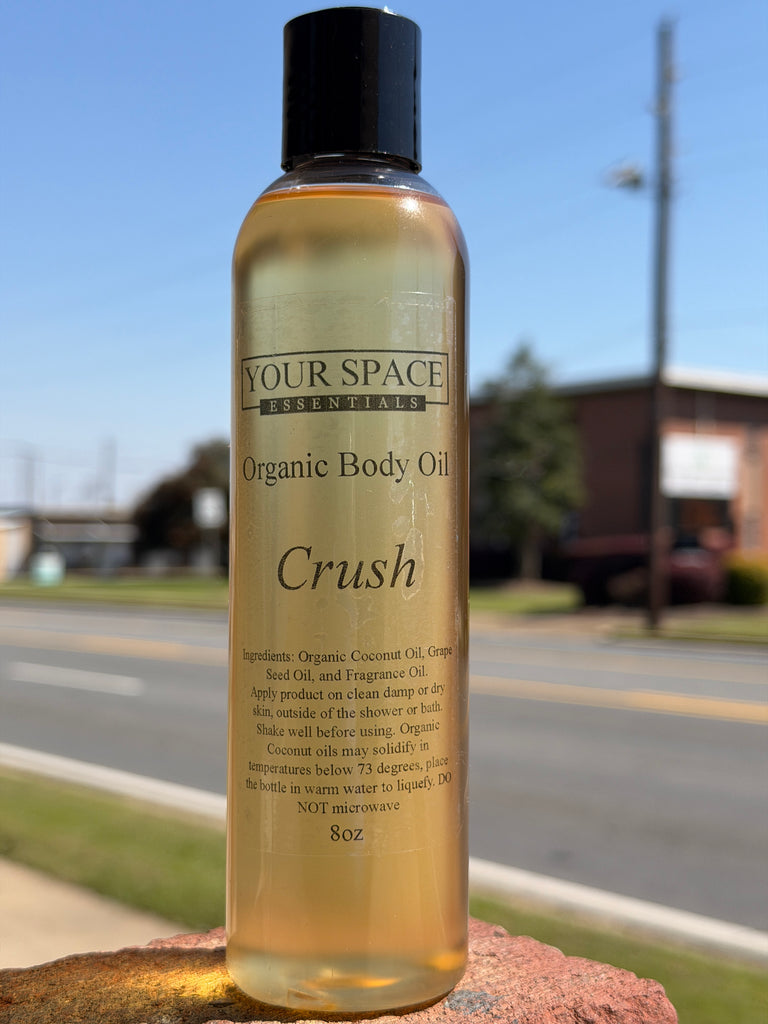 YOUR SPACE
ESSENTIALS
Organic Body Oil
Crush
Ingredients: Organic Coconut Oil, Grape
Seed Oil, and Fragrance Oil.
Apply product on clean damp or dry
skin, outside of the shower or bath.
Shake well before using. Organic
Coconut oils may solidify in
temperatures below 73 degrees, place
the bottle in warm water to liquefy. DO
NOT microwave
8oz